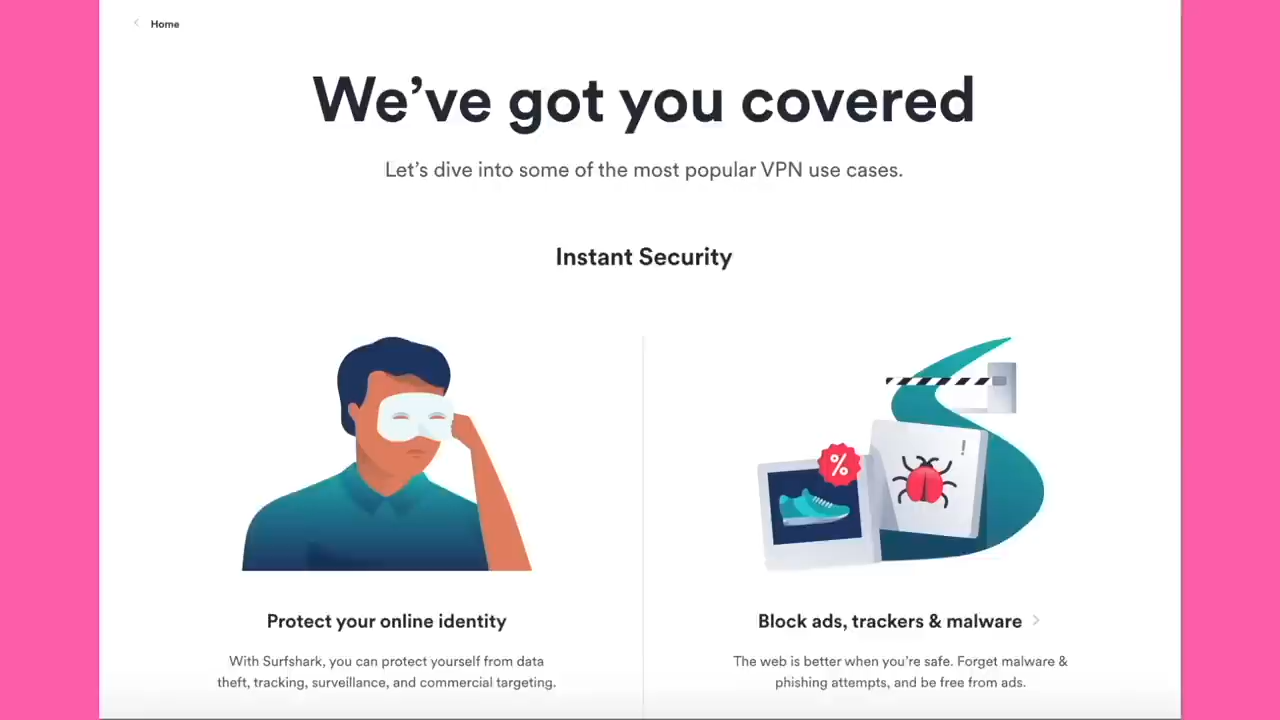 Home
We’ve got you covered
Let’s dive into some of the most popular VPN use cases.
Instant Security
%
!
Protect your online identity
With Surfshark, you can protect yourself from data
theft, tracking, surveillance, and commercial targeting.
Block ads, trackers & malware
The web is better when you’re safe. Forget malware &
phishing attempts, and be free from ads.